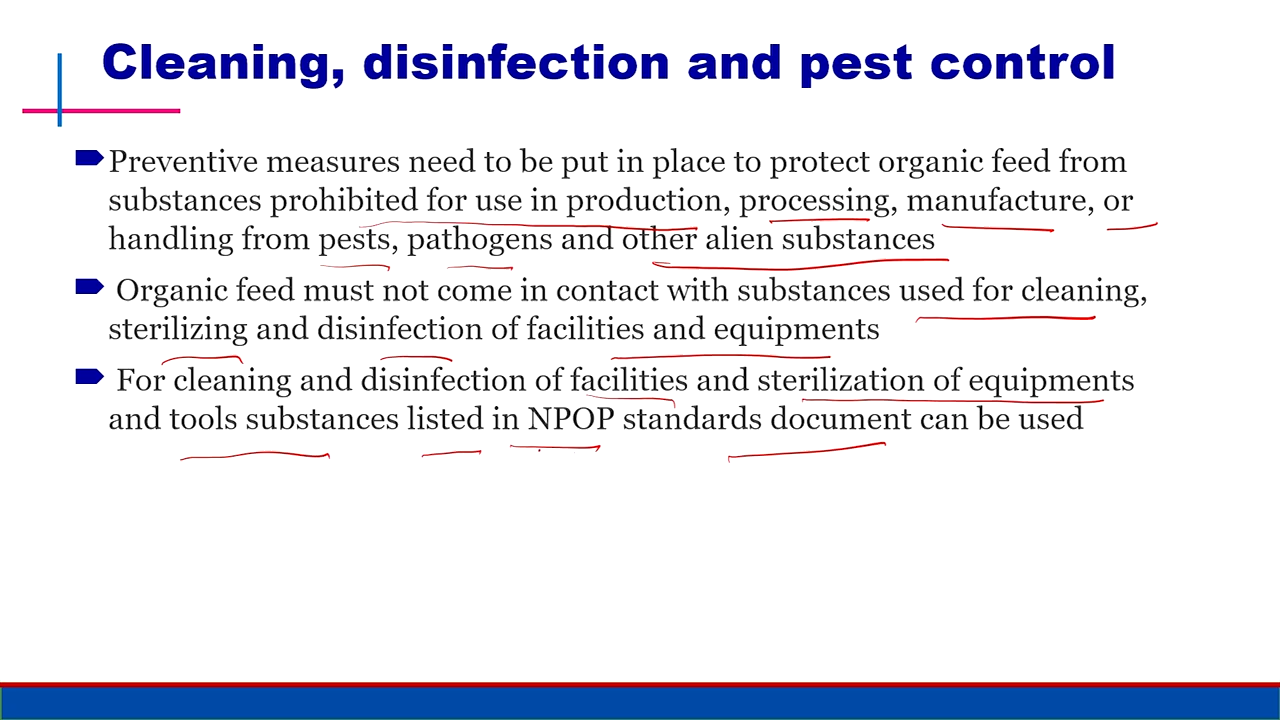 Cleaning, disinfection and pest control
Preventive measures need to be put in place to protect organic feed from
substances prohibited for use in production, processing, manufacture, or
handling from pests, pathogens and other alien substances
Organic feed must not come in contact with substances used for cleaning,
sterilizing and disinfection of facilities and equipments
For cleaning and disinfection of facilities and sterilization of equipments
and tools substances listed in NPOP standards document can be used